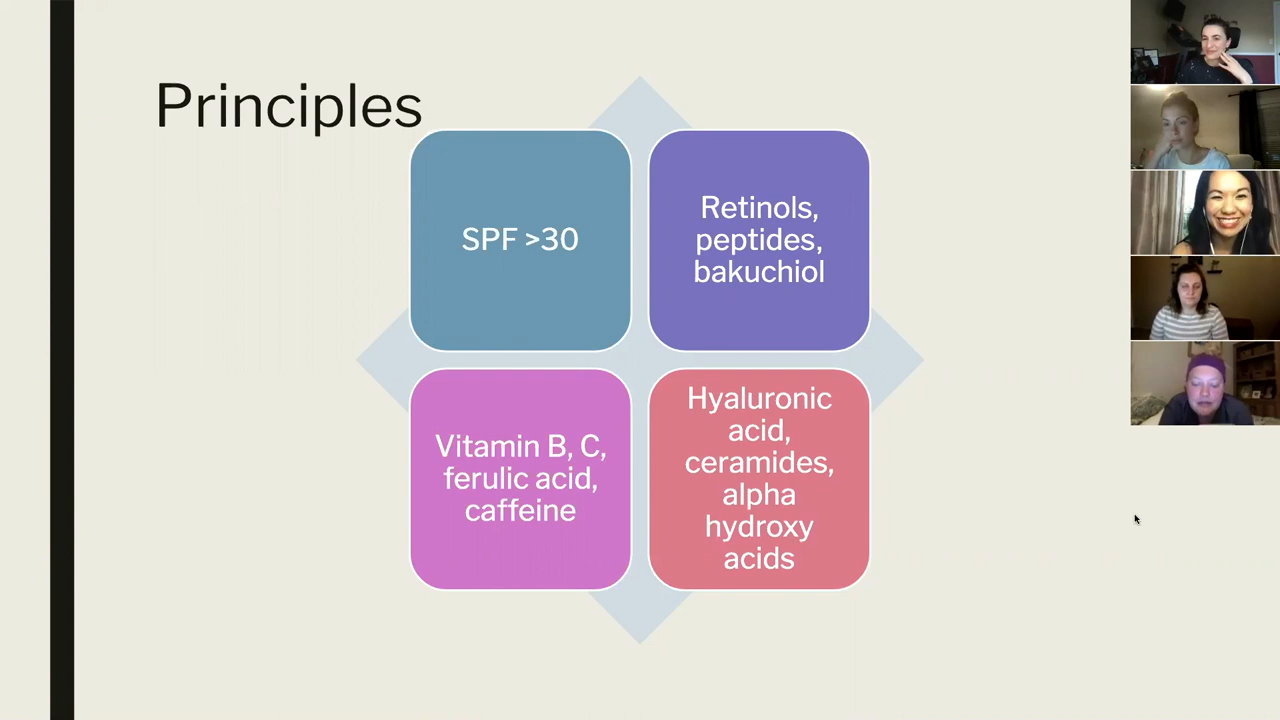 Principles
SPF >30
Retinols,
peptides,
bakuchiol
Vitamin B, C,
ferulic acid,
caffeine
Hyaluronic
acid,
ceramides,
alpha
hydroxy
acids